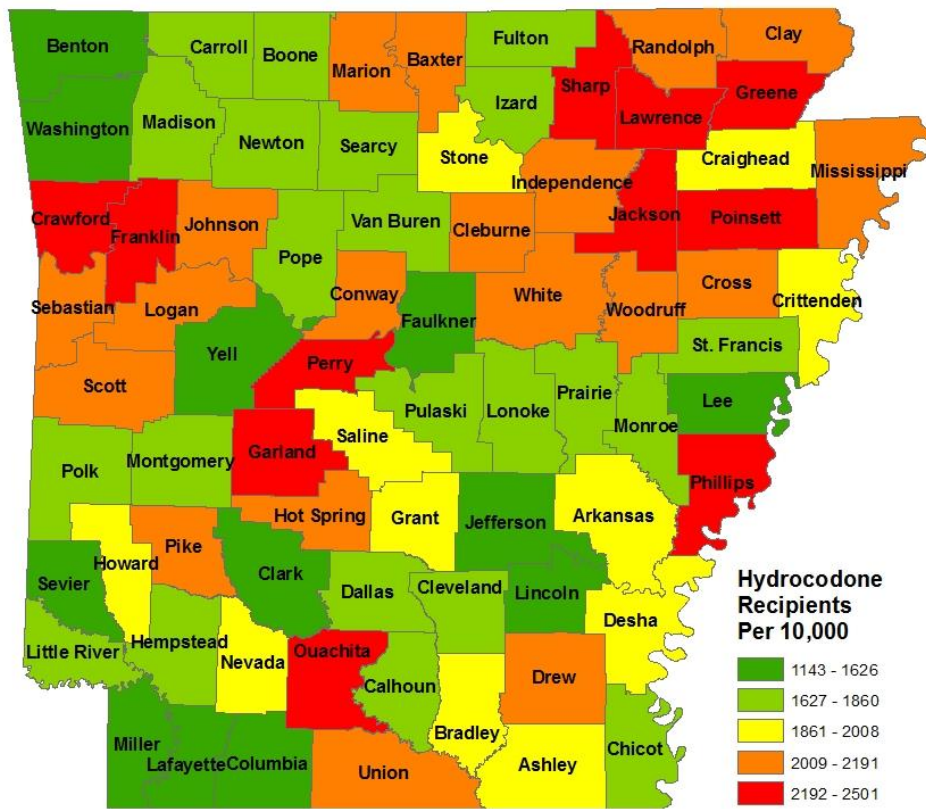 Benton
Carroll
Boone
Marion
Baxter
Fulton
Randolph
Clay
Sharp
Izard
Lawrence
Greene
Washington
Madison
Newton
Searcy
Stone
Craighead
Mississippi
Independence
Jackson
Poinsett
Crawford
Franklin
Johnson
Van Buren
Cleburne
Pope
Sebastian
Logan
Conway
White
Woodruff
Cross
Crittenden
Faulkner
Yell
St. Francis
Perry
Scott
Pulaski
Lonoke
Prairie
Monroe
Lee
Saline
Garland
Polk
Montgomery
Phillips
Hot Spring
Grant
Jefferson
Arkansas
Pike
Howard
Sevier
Clark
Dallas
Cleveland
Lincoln
Desha
Little River
Hempstead
Nevada
Ouachita
Calhoun
Drew
Bradley
Miller
Lafayette
Columbia
Union
Ashley
Chicot
Hydrocodone
Recipients
Per 10,000
1143 - 1626
1627 - 1860
1861 - 2008
2009 - 2191
2192 - 2501